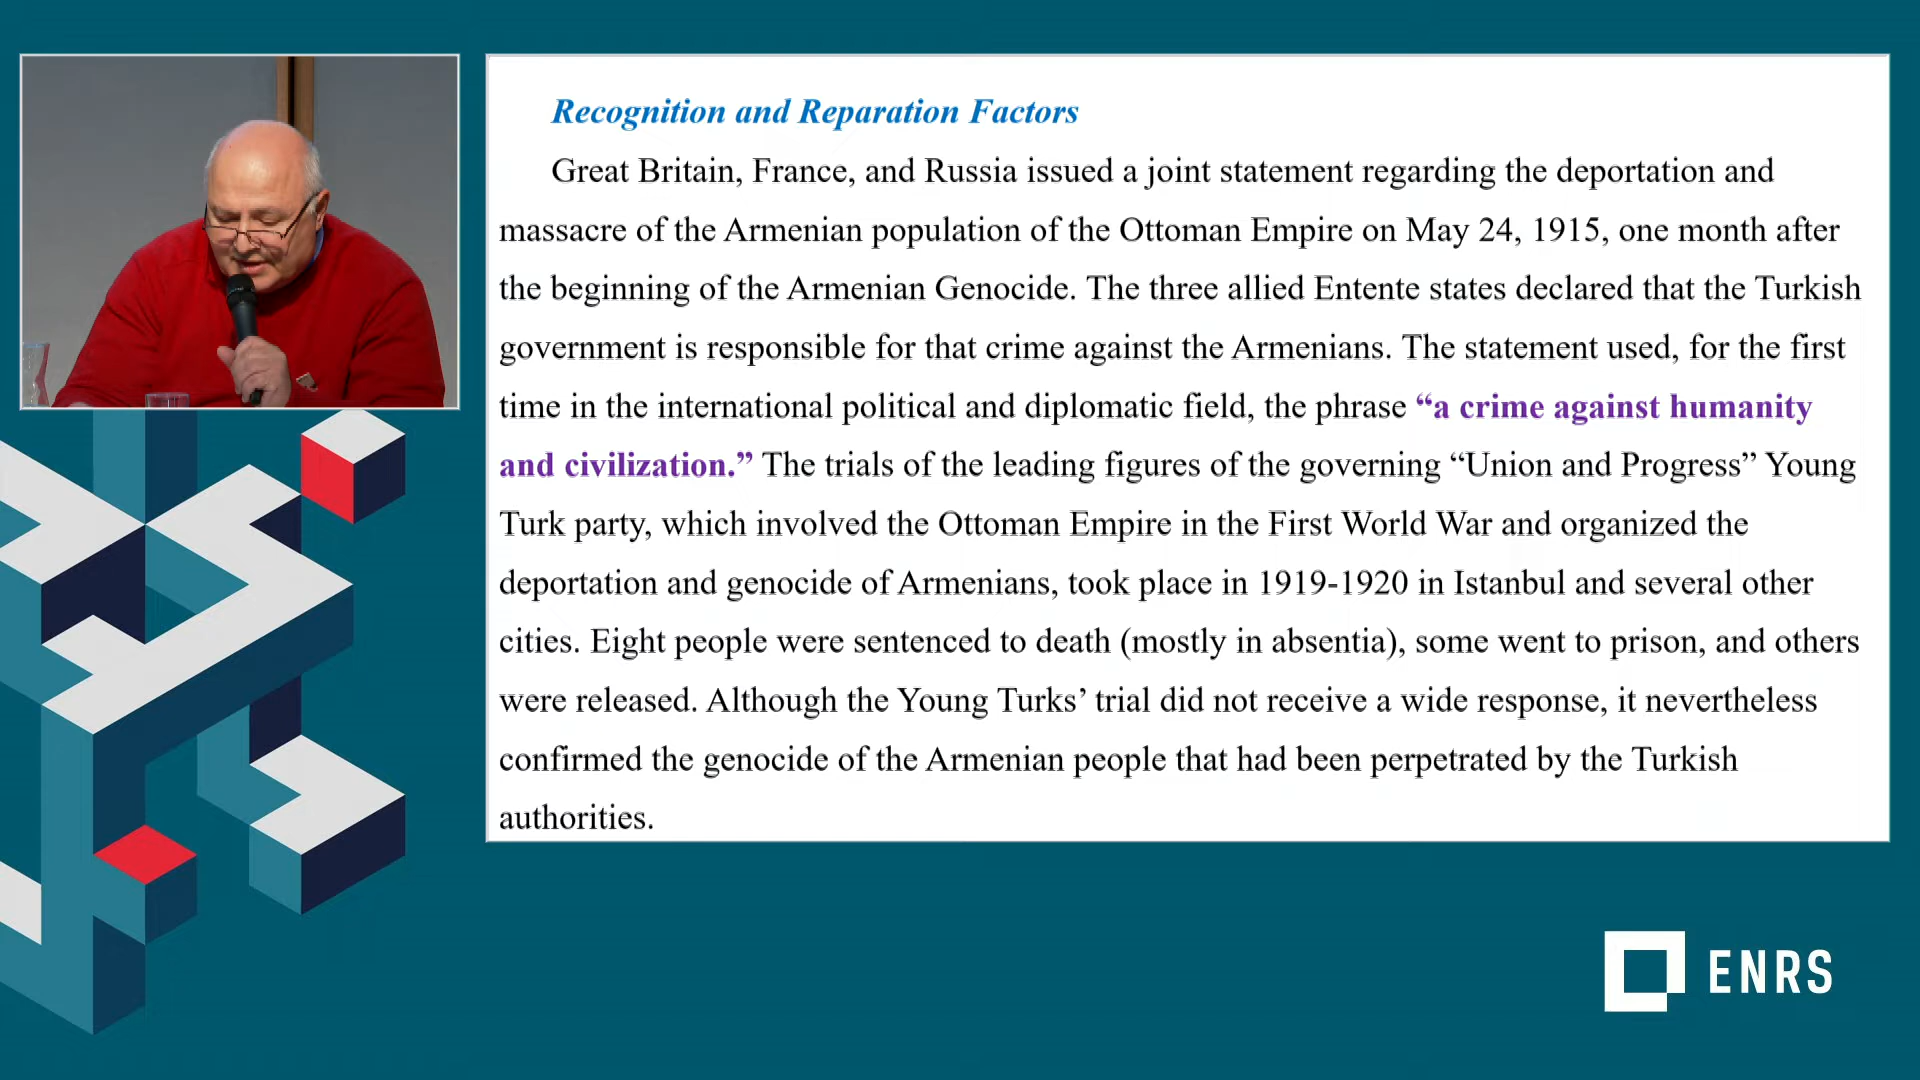 Recognition and Reparation Factors
Great Britain, France, and Russia issued a joint statement regarding the deportation and
massacre of the Armenian population of the Ottoman Empire on May 24, 1915, one month after
the beginning of the Armenian Genocide. The three allied Entente states declared that the Turkish
government is responsible for that crime against the Armenians. The statement used, for the first
time in the international political and diplomatic field, the phrase “a crime against humanity
and civilization.” The trials of the leading figures of the governing “Union and Progress” Young
Turk party, which involved the Ottoman Empire in the First World War and organized the
deportation and genocide of Armenians, took place in 1919-1920 in Istanbul and several other
cities. Eight people were sentenced to death (mostly in absentia), some went to prison, and others
were released. Although the Young Turks’ trial did not receive a wide response, it nevertheless
confirmed the genocide of the Armenian people that had been perpetrated by the Turkish
authorities.
ENRS